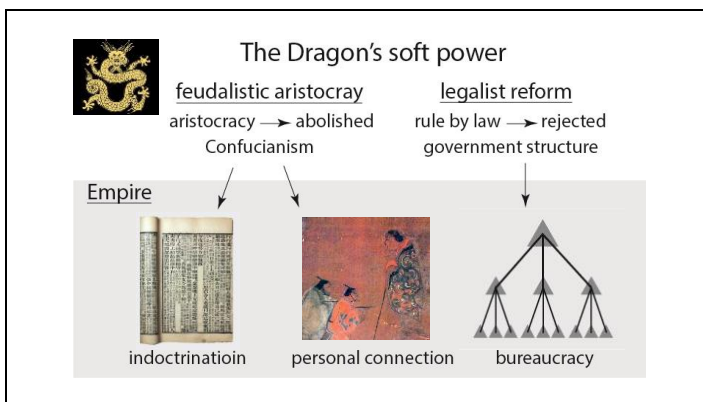 The Dragon's soft power
feudalistic aristocray
aristocracy → abolished
Confucianism
legalist reform
rule by law → rejected
government structure
Empire
indoctrinatioin
personal connection
bureaucracy